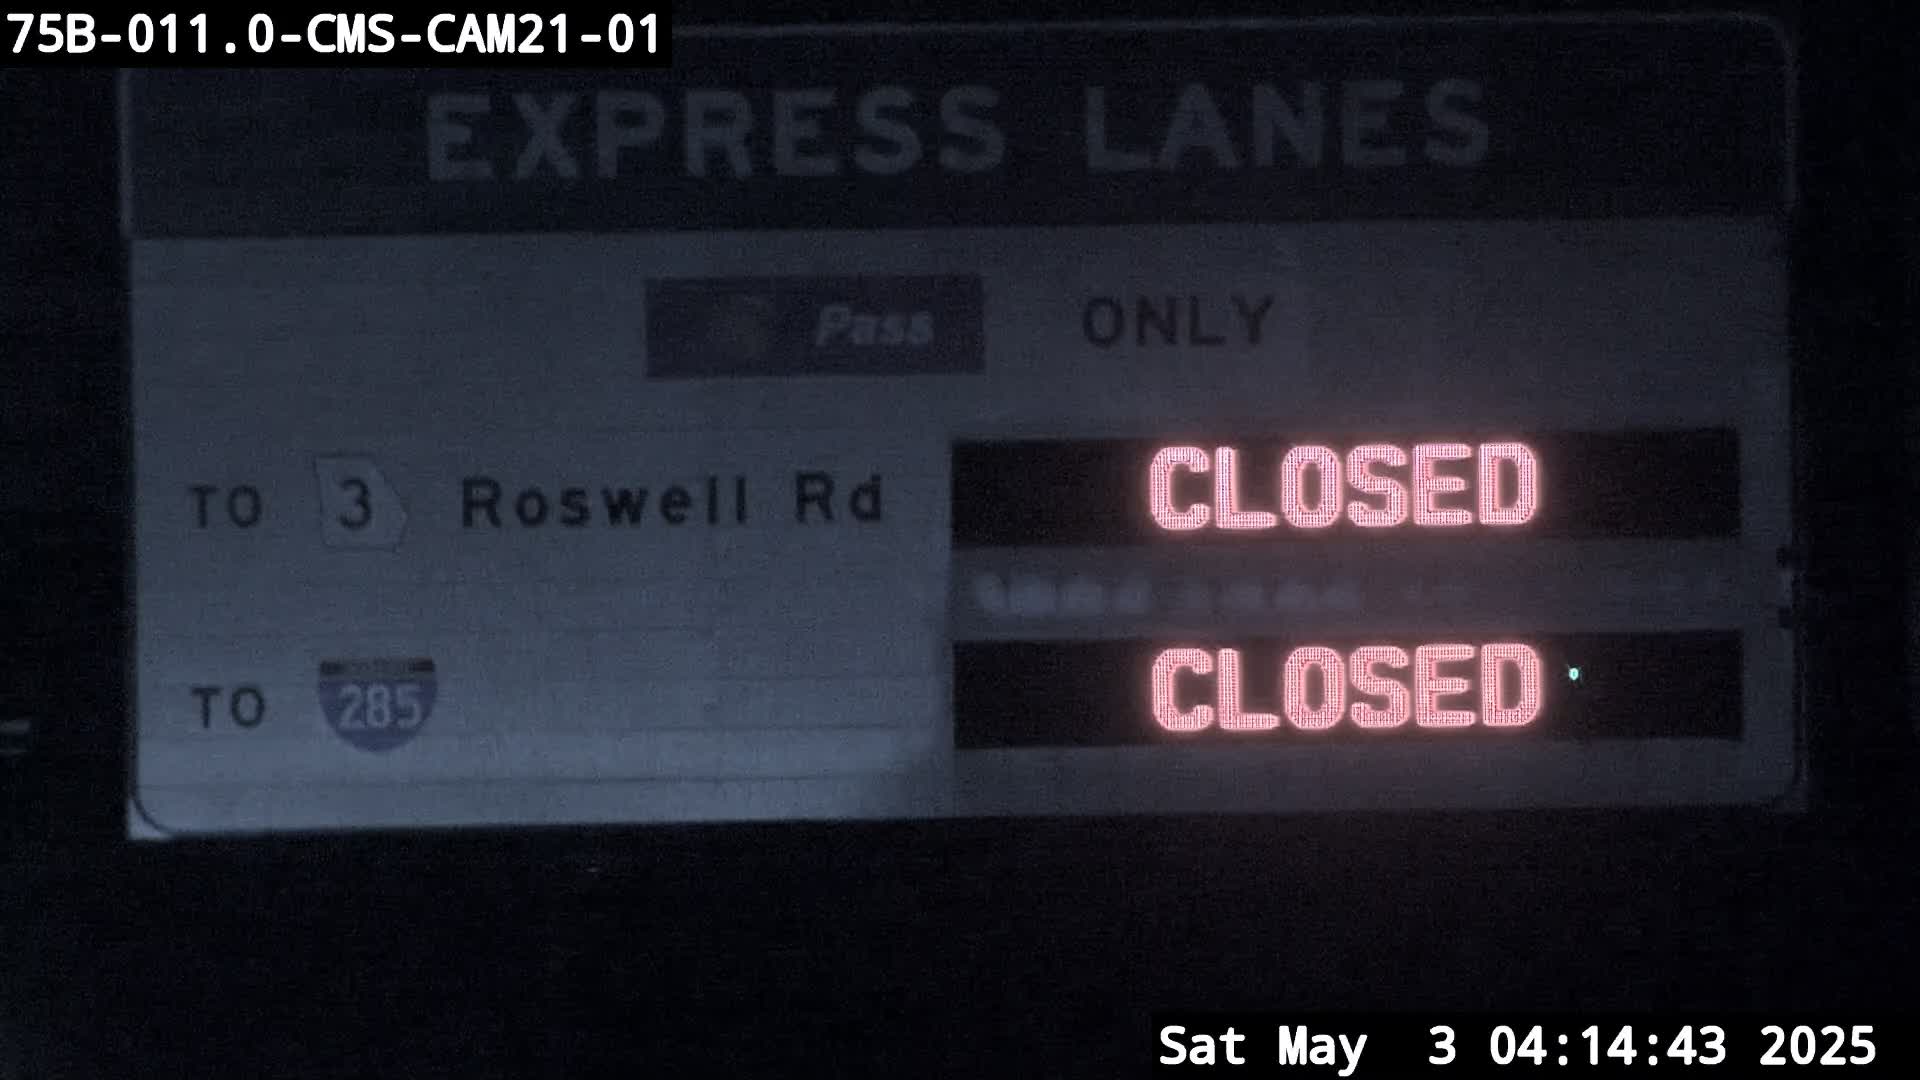 75B-011.0-CMS-CAM21-01
EXPRESS LANES
Pass ONLY
TO 3 Roswell Rd CLOSED
TO 285 CLOSED
Sat May 3 04:14:43 2025